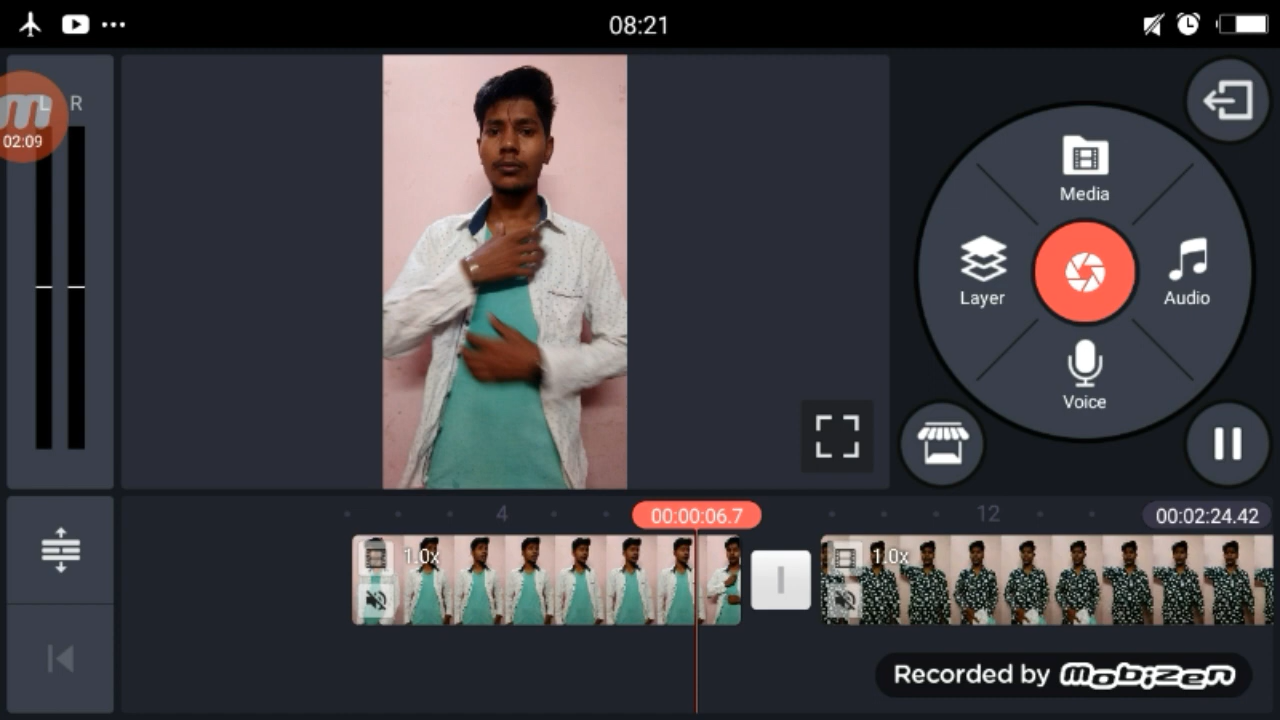 08:21
L R
m
02:09
Media
Layer
Audio
Voice
4
00:00:06.7
12
00:02:24.42
1.0x
1.0x
Recorded by mobizen